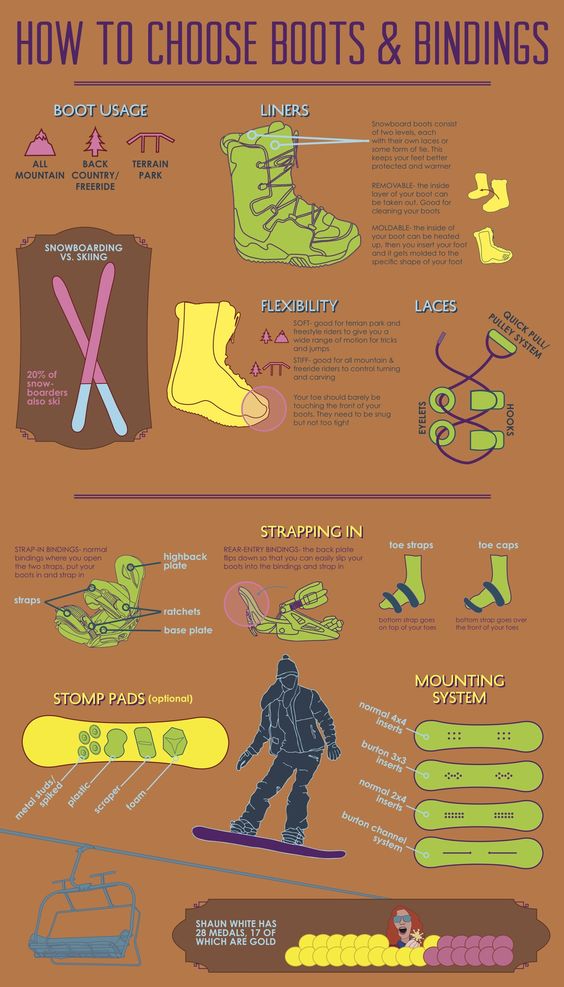 HOW TO CHOOSE BOOTS & BINDINGS
BOOT USAGE
ALL
MOUNTAIN
BACK
COUNTRY/
FREERIDE
TERRAIN
PARK
LINERS
Snowboard boots consist
of two levels, each
with their own laces or
some form of tie. This
keeps your feet better
protected and warmer
REMOVABLE- the inside
layer of your boot can
be taken out. Good for
cleaning your boots
MOLDABLE- the inside of
your boot can be heated
up, then you insert your foot
and it gets molded to the
specific shape of your foot
SNOWBOARDING
VS. SKIING
20% of
snow-
boarders
also ski
FLEXIBILITY
SOFT- good for terrian park and
freestyle riders to give you a
wide range of motion for tricks
and jumps
STIFF- good for all mountain &
freeride riders to control turning
and carving
Your toe should barely be
touching the front of your
boots. They need to be snug
but not too tight
LACES
QUICK PULL/
PULLEY SYSTEM
EYELETS
HOOKS
STRAPPING IN
STRAP-IN BINDINGS- normal
bindings where you open
the two straps, put your
boots in and strap in
highback
plate
straps
ratchets
base plate
REAR-ENTRY BINDINGS- the back plate
flips down so that you can easily slip your
boots into the bindings and strap in
toe straps
bottom strap goes
on top of your toes
toe caps
bottom strap goes over
the front of your toes
STOMP PADS (optional)
metal studs/
spiked
plastic
scraper
foam
MOUNTING
SYSTEM
normal 4x4
inserts
burton 3x3
inserts
normal 2x4
inserts
burton channel
system
SHAUN WHITE HAS
28 MEDALS, 17 OF
WHICH ARE GOLD